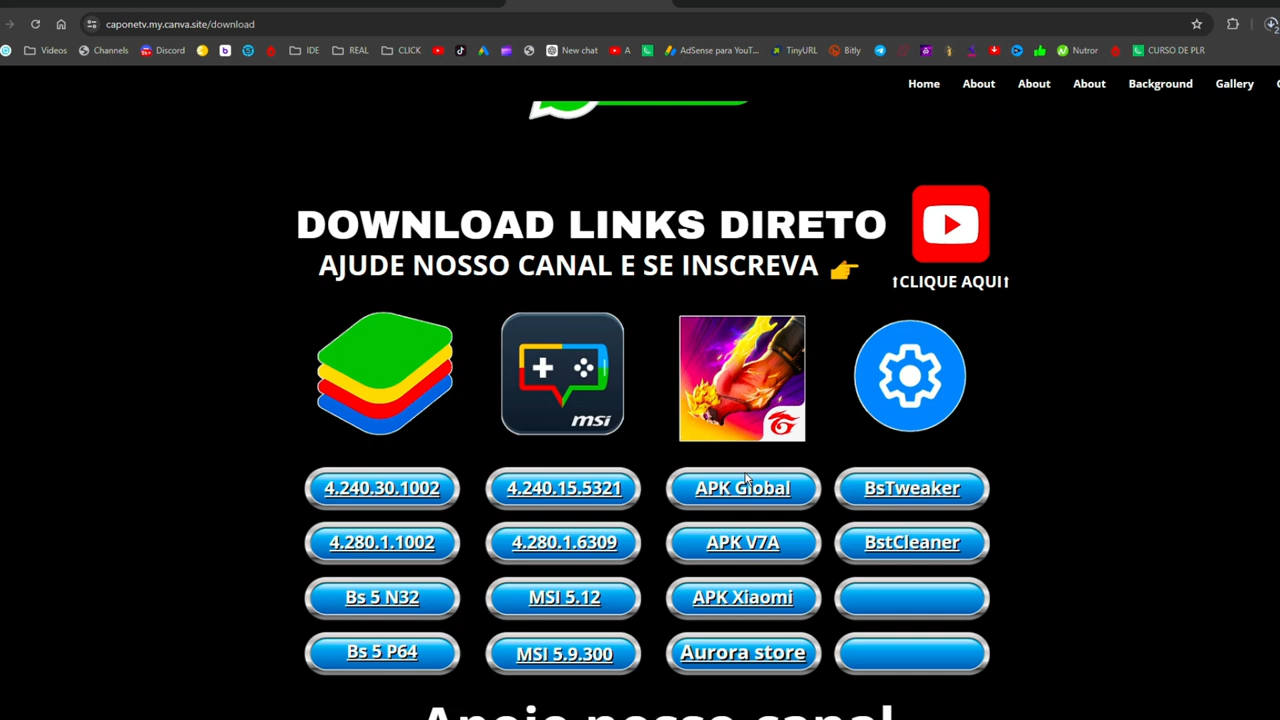 caponetv.my.canva.site/download
Videos Channels Discord IDE REAL CLICK A New chat AdSense para YouT... TinyURL Bitly Nutror CURSO DE PLR
Home About About About Background Gallery
DOWNLOAD LINKS DIRETO
AJUDE NOSSO CANAL E SE INSCREVA
↑CLIQUE AQUI↑
msi
4.240.30.1002 4.240.15.5321 APK Global BsTweaker
4.280.1.1002 4.280.1.6309 APK V7A BstCleaner
Bs 5 N32 MSI 5.12 APK Xiaomi
Bs 5 P64 MSI 5.9.300 Aurora store
Apoie nosso canal